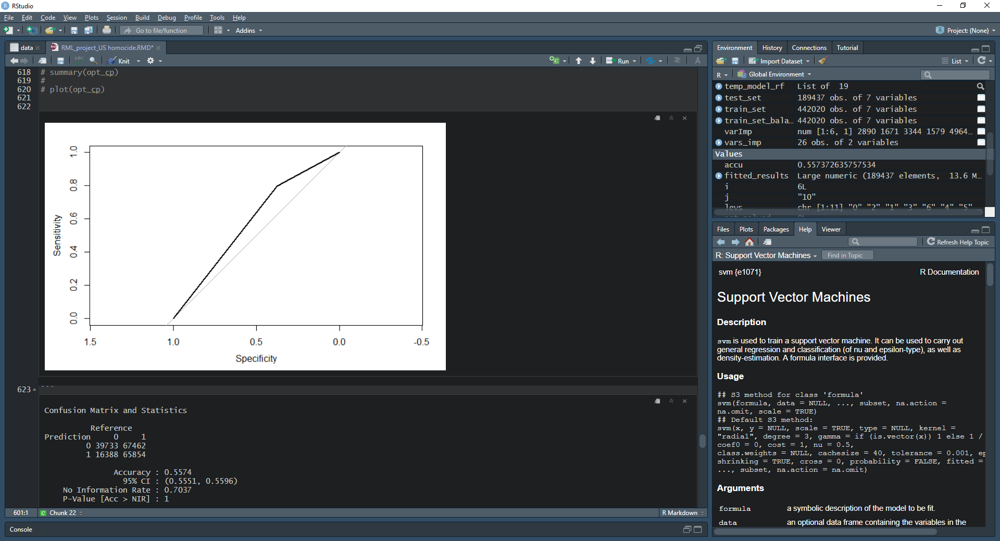 RStudio
File Edit Code View Plots Session Build Debug Profile Tools Help
Go to file/function Addins Project: (None)
data RML_project_US homocide.RMD*
ABC Knit Run
618 # summary(opt_cp)
619 #
620 # plot(opt_cp)
621
622
1.0
0.8
0.6
0.4
0.2
0.0
Sensitivity
1.5 1.0 0.5 0.0 -0.5
Specificity
623 ```
Confusion Matrix and Statistics
Reference
Prediction 0 1
0 39733 67462
1 16388 65854
Accuracy : 0.5574
95% CI : (0.5551, 0.5596)
No Information Rate : 0.7037
P-Value [Acc > NIR] : 1
601:1 C Chunk 22 R Markdown
Console
Environment History Connections Tutorial
Import Dataset List
R Global Environment
temp_model_rf List of 19
test_set 189437 obs. of 7 variables
train_set 442020 obs. of 7 variables
train_set_bala… 442020 obs. of 7 variables
varImp num [1:6, 1] 2890 1671 3344 1579 4964…
vars_imp 26 obs. of 2 variables
Values
accu 0.557372635757534
fitted_results Large numeric (189437 elements, 13.6 M…
i 6L
j "10"
levs chr [1:11] "0" "2" "1" "3" "6" "4" "5" …
Files Plots Packages Help Viewer
Refresh Help Topic
R: Support Vector Machines Find in Topic
svm {e1071} R Documentation
Support Vector Machines
Description
svm is used to train a support vector machine. It can be used to carry out
general regression and classification (of nu and epsilon-type), as well as
density-estimation. A formula interface is provided.
Usage
## S3 method for class 'formula'
svm(formula, data = NULL, ..., subset, na.action =
na.omit, scale = TRUE)
## Default S3 method:
svm(x, y = NULL, scale = TRUE, type = NULL, kernel =
"radial", degree = 3, gamma = if (is.vector(x)) 1 else 1 /
coef0 = 0, cost = 1, nu = 0.5,
class.weights = NULL, cachesize = 40, tolerance = 0.001, ep
shrinking = TRUE, cross = 0, probability = FALSE, fitted =
..., subset, na.action = na.omit)
Arguments
formula a symbolic description of the model to be fit.
data an optional data frame containing the variables in the